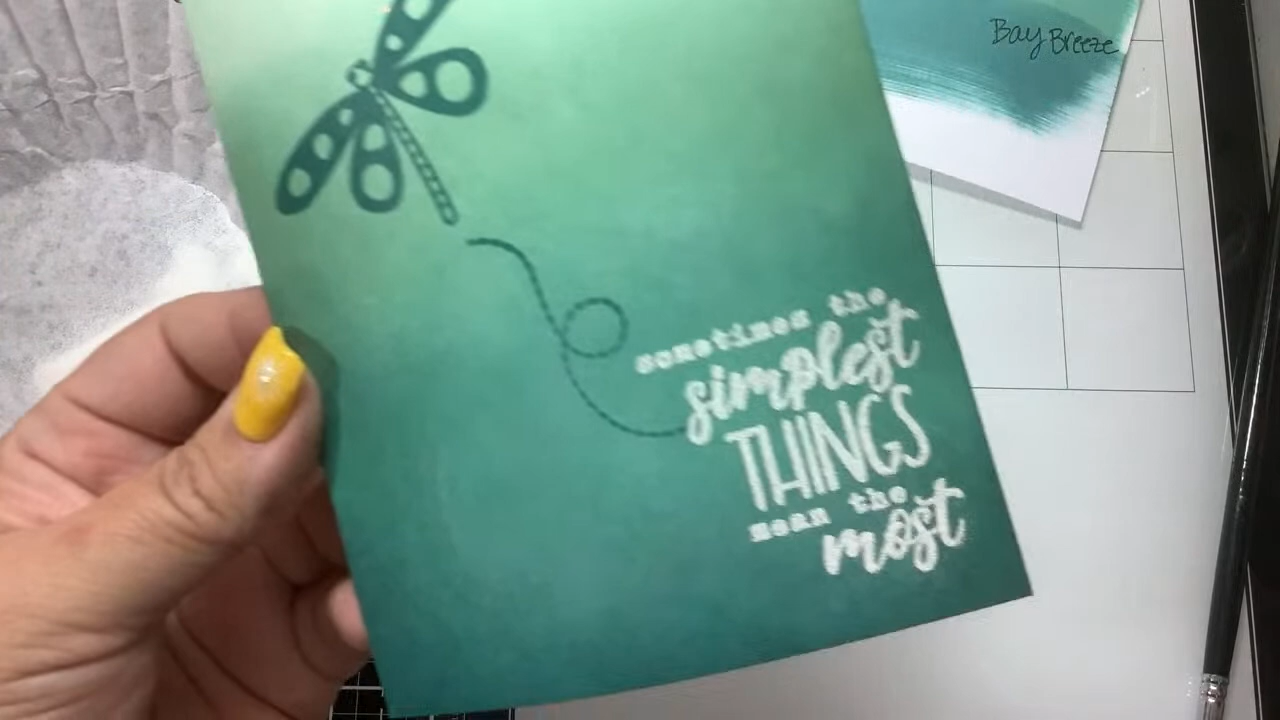 Bay Breeze
sometimes the
simplest
THINGS
mean the
most